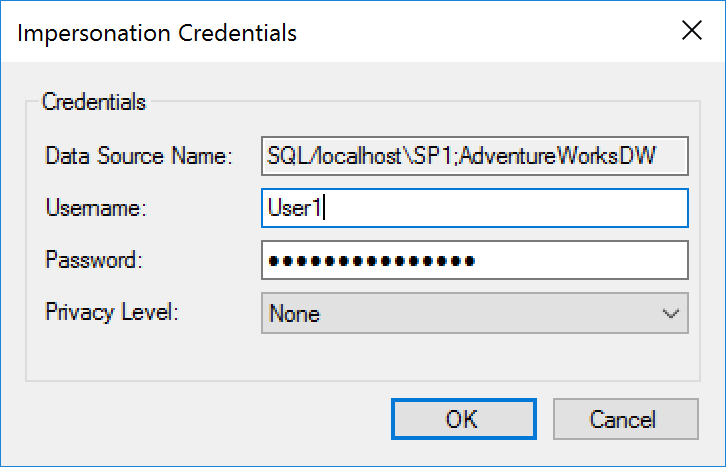 Impersonation Credentials
Credentials
Data Source Name: SQL/localhost\SP1;AdventureWorksDW
Username: User1
Password: ●●●●●●●●●●●●●●●
Privacy Level: None
OK Cancel